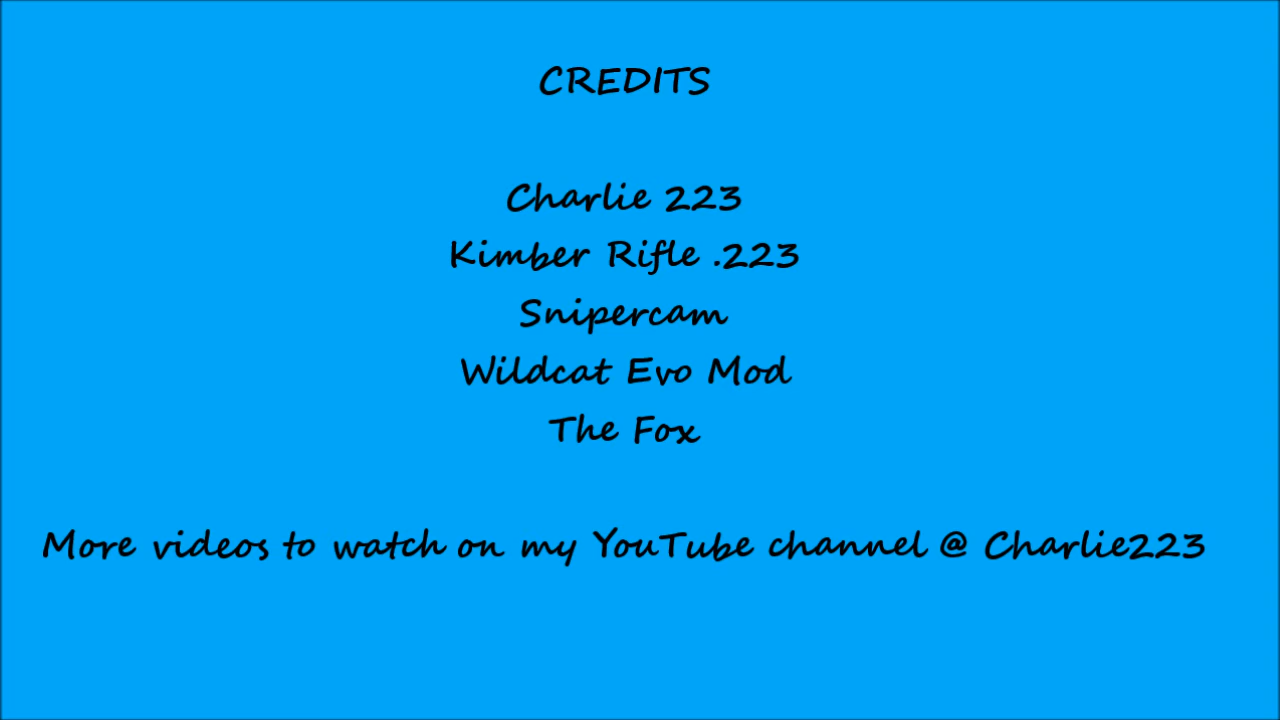 CREDITS
Charlie 223
Kimber Rifle .223
Snipercam
Wildcat Evo Mod
The Fox
More videos to watch on my YouTube channel @ Charlie223